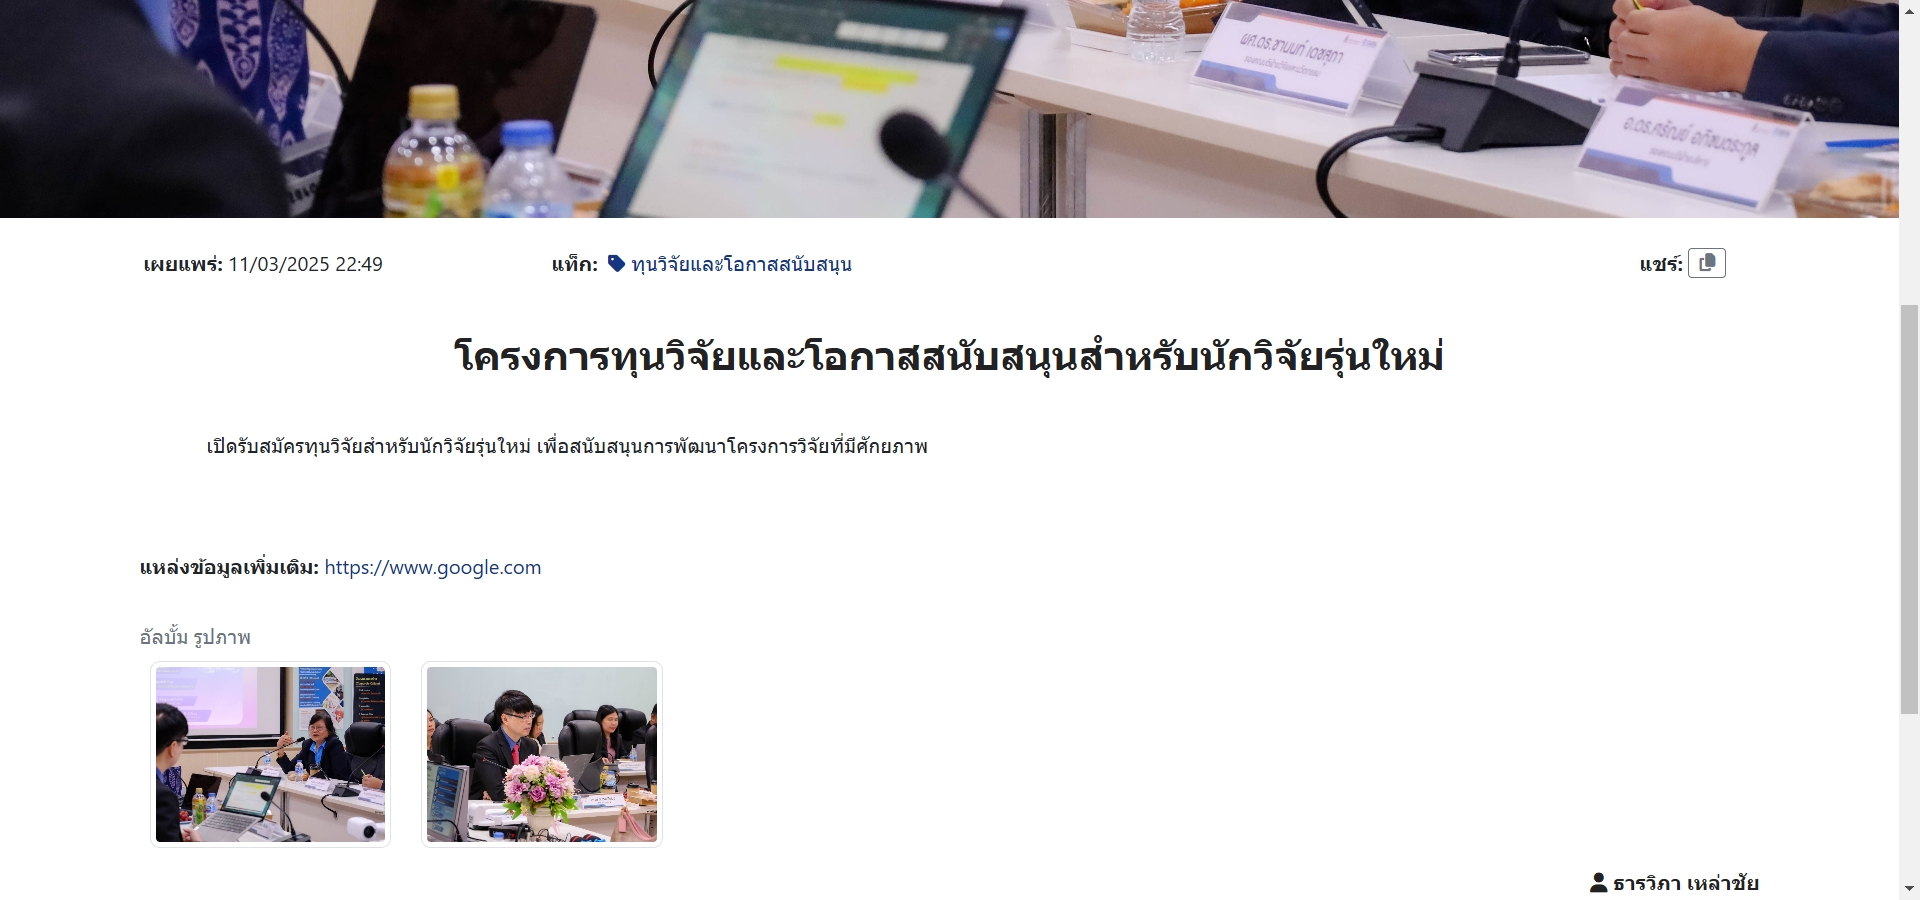 ผศ.ดร.ชานนท์ เดชสุภา
อ.ดร.ศรัณย์ อภิชนตระกูล
เผยแพร่: 11/03/2025 22:49
แท็ก: ทุนวิจัยและโอกาสสนับสนุน
แชร์:
โครงการทุนวิจัยและโอกาสสนับสนุนสำหรับนักวิจัยรุ่นใหม่
เปิดรับสมัครทุนวิจัยสำหรับนักวิจัยรุ่นใหม่ เพื่อสนับสนุนการพัฒนาโครงการวิจัยที่มีศักยภาพ
แหล่งข้อมูลเพิ่มเติม: https://www.google.com
อัลบั้ม รูปภาพ
ธารวิภา เหล่าชัย